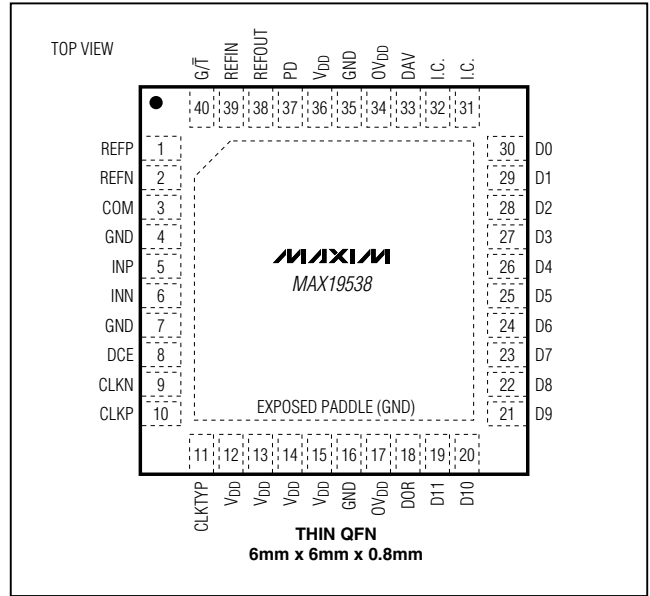 TOP VIEW
G/T̅
REFIN
REFOUT
PD
VDD
GND
OVDD
DAV
I.C.
I.C.
40 39 38 37 36 35 34 33 32 31
REFP 1
REFN 2
COM 3
GND 4
INP 5
INN 6
GND 7
DCE 8
CLKN 9
CLKP 10
30 D0
29 D1
28 D2
27 D3
26 D4
25 D5
24 D6
23 D7
22 D8
21 D9
MAXIM
MAX19538
EXPOSED PADDLE (GND)
11 12 13 14 15 16 17 18 19 20
CLKTYP
VDD
VDD
VDD
VDD
GND
OVDD
DOR
D11
D10
THIN QFN
6mm x 6mm x 0.8mm